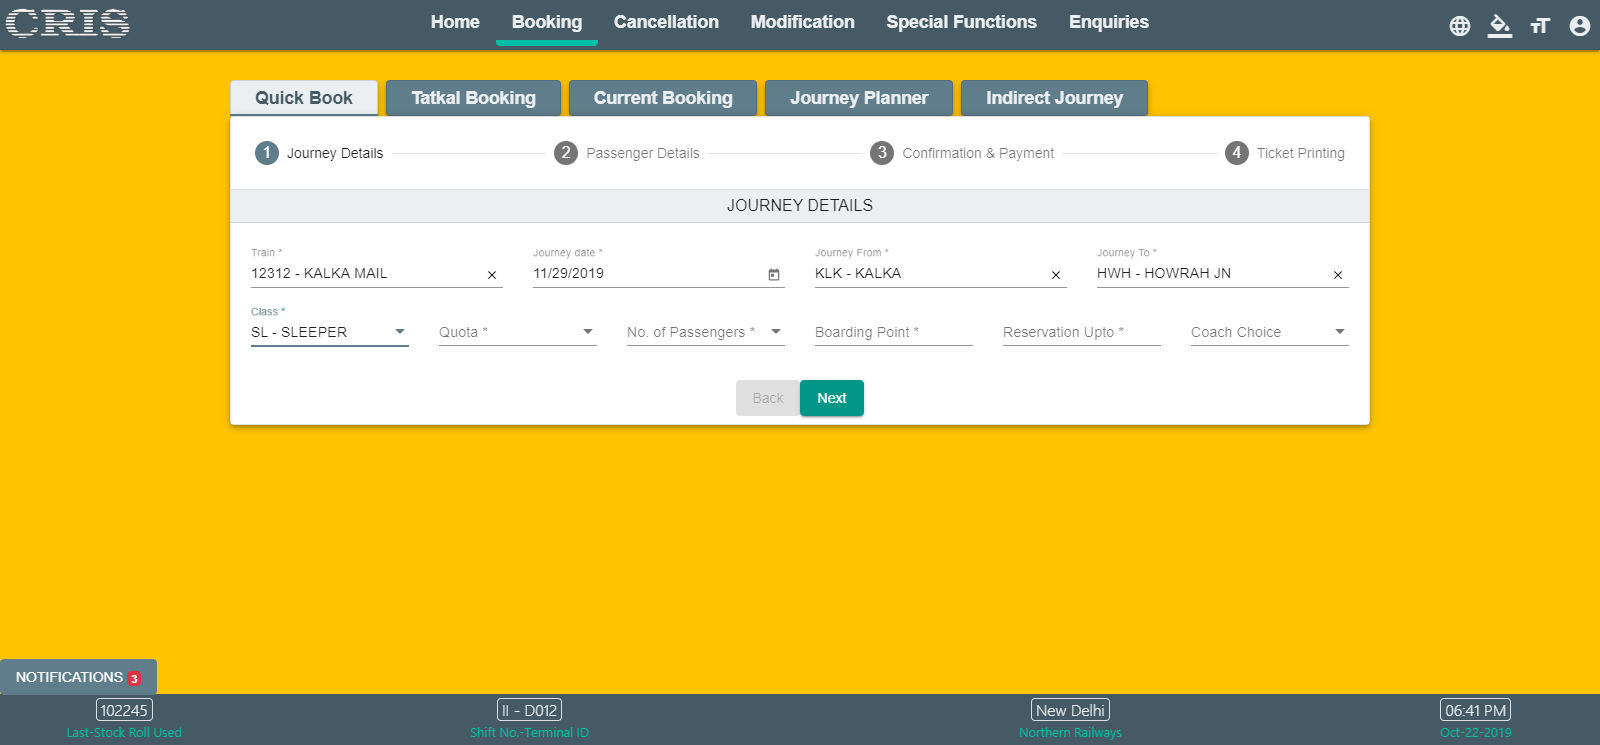 CRIS Home Booking Cancellation Modification Special Functions Enquiries
Quick Book Tatkal Booking Current Booking Journey Planner Indirect Journey
1 Journey Details 2 Passenger Details 3 Confirmation & Payment 4 Ticket Printing
JOURNEY DETAILS
Train * Journey date * Journey From * Journey To *
12312 - KALKA MAIL 11/29/2019 KLK - KALKA HWH - HOWRAH JN
Class *
SL - SLEEPER Quota * No. of Passengers * Boarding Point * Reservation Upto * Coach Choice
Back Next
NOTIFICATIONS 3
102245 II - D012 New Delhi 06:41 PM
Last-Stock Roll Used Shift No.-Terminal ID Northern Railways Oct-22-2019